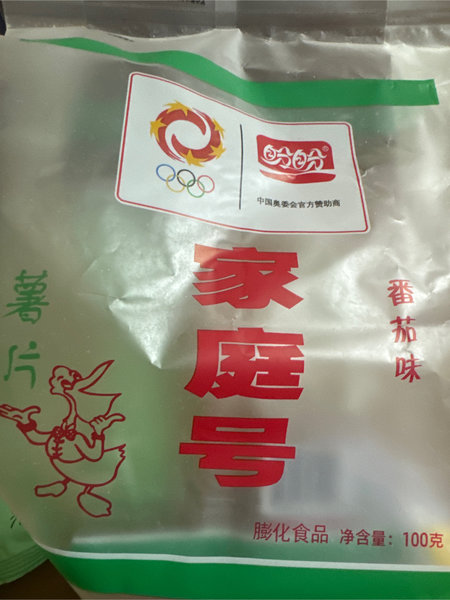 盼盼
中国奥委会官方赞助商
家庭号
番茄味
薯片
膨化食品 净含量：100克